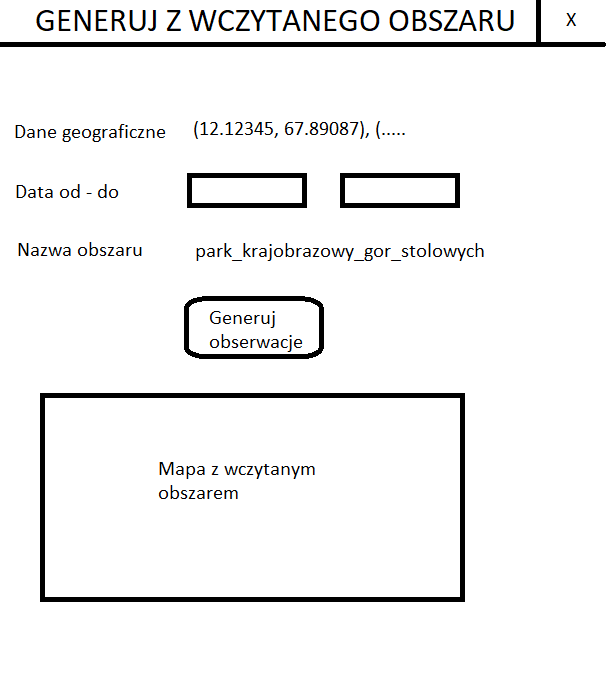 GENERUJ Z WCZYTANEGO OBSZARU X
Dane geograficzne (12.12345, 67.89087), (.....
Data od - do
Nazwa obszaru park_krajobrazowy_gor_stolowych
Generuj
obserwacje
Mapa z wczytanym
obszarem